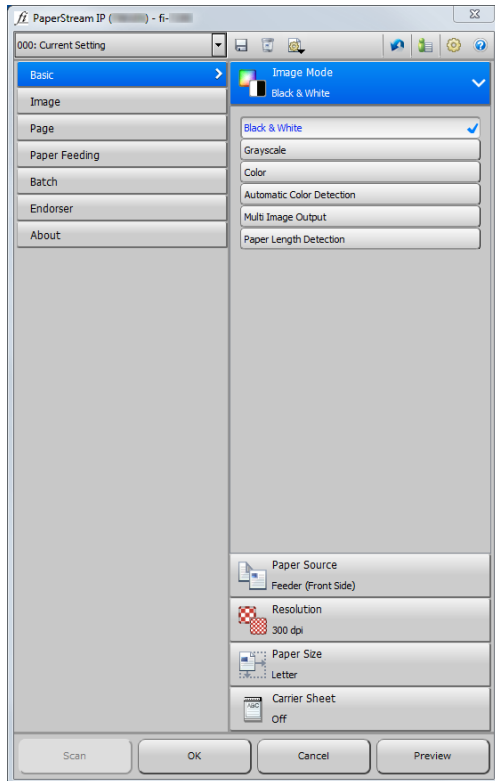 fi PaperStream IP ( ) - fi-
000: Current Setting
Basic
Image
Page
Paper Feeding
Batch
Endorser
About
Image Mode
Black & White
Black & White
Grayscale
Color
Automatic Color Detection
Multi Image Output
Paper Length Detection
Paper Source
Feeder (Front Side)
Resolution
300 dpi
Paper Size
Letter
ABC
Carrier Sheet
Off
Scan
OK
Cancel
Preview